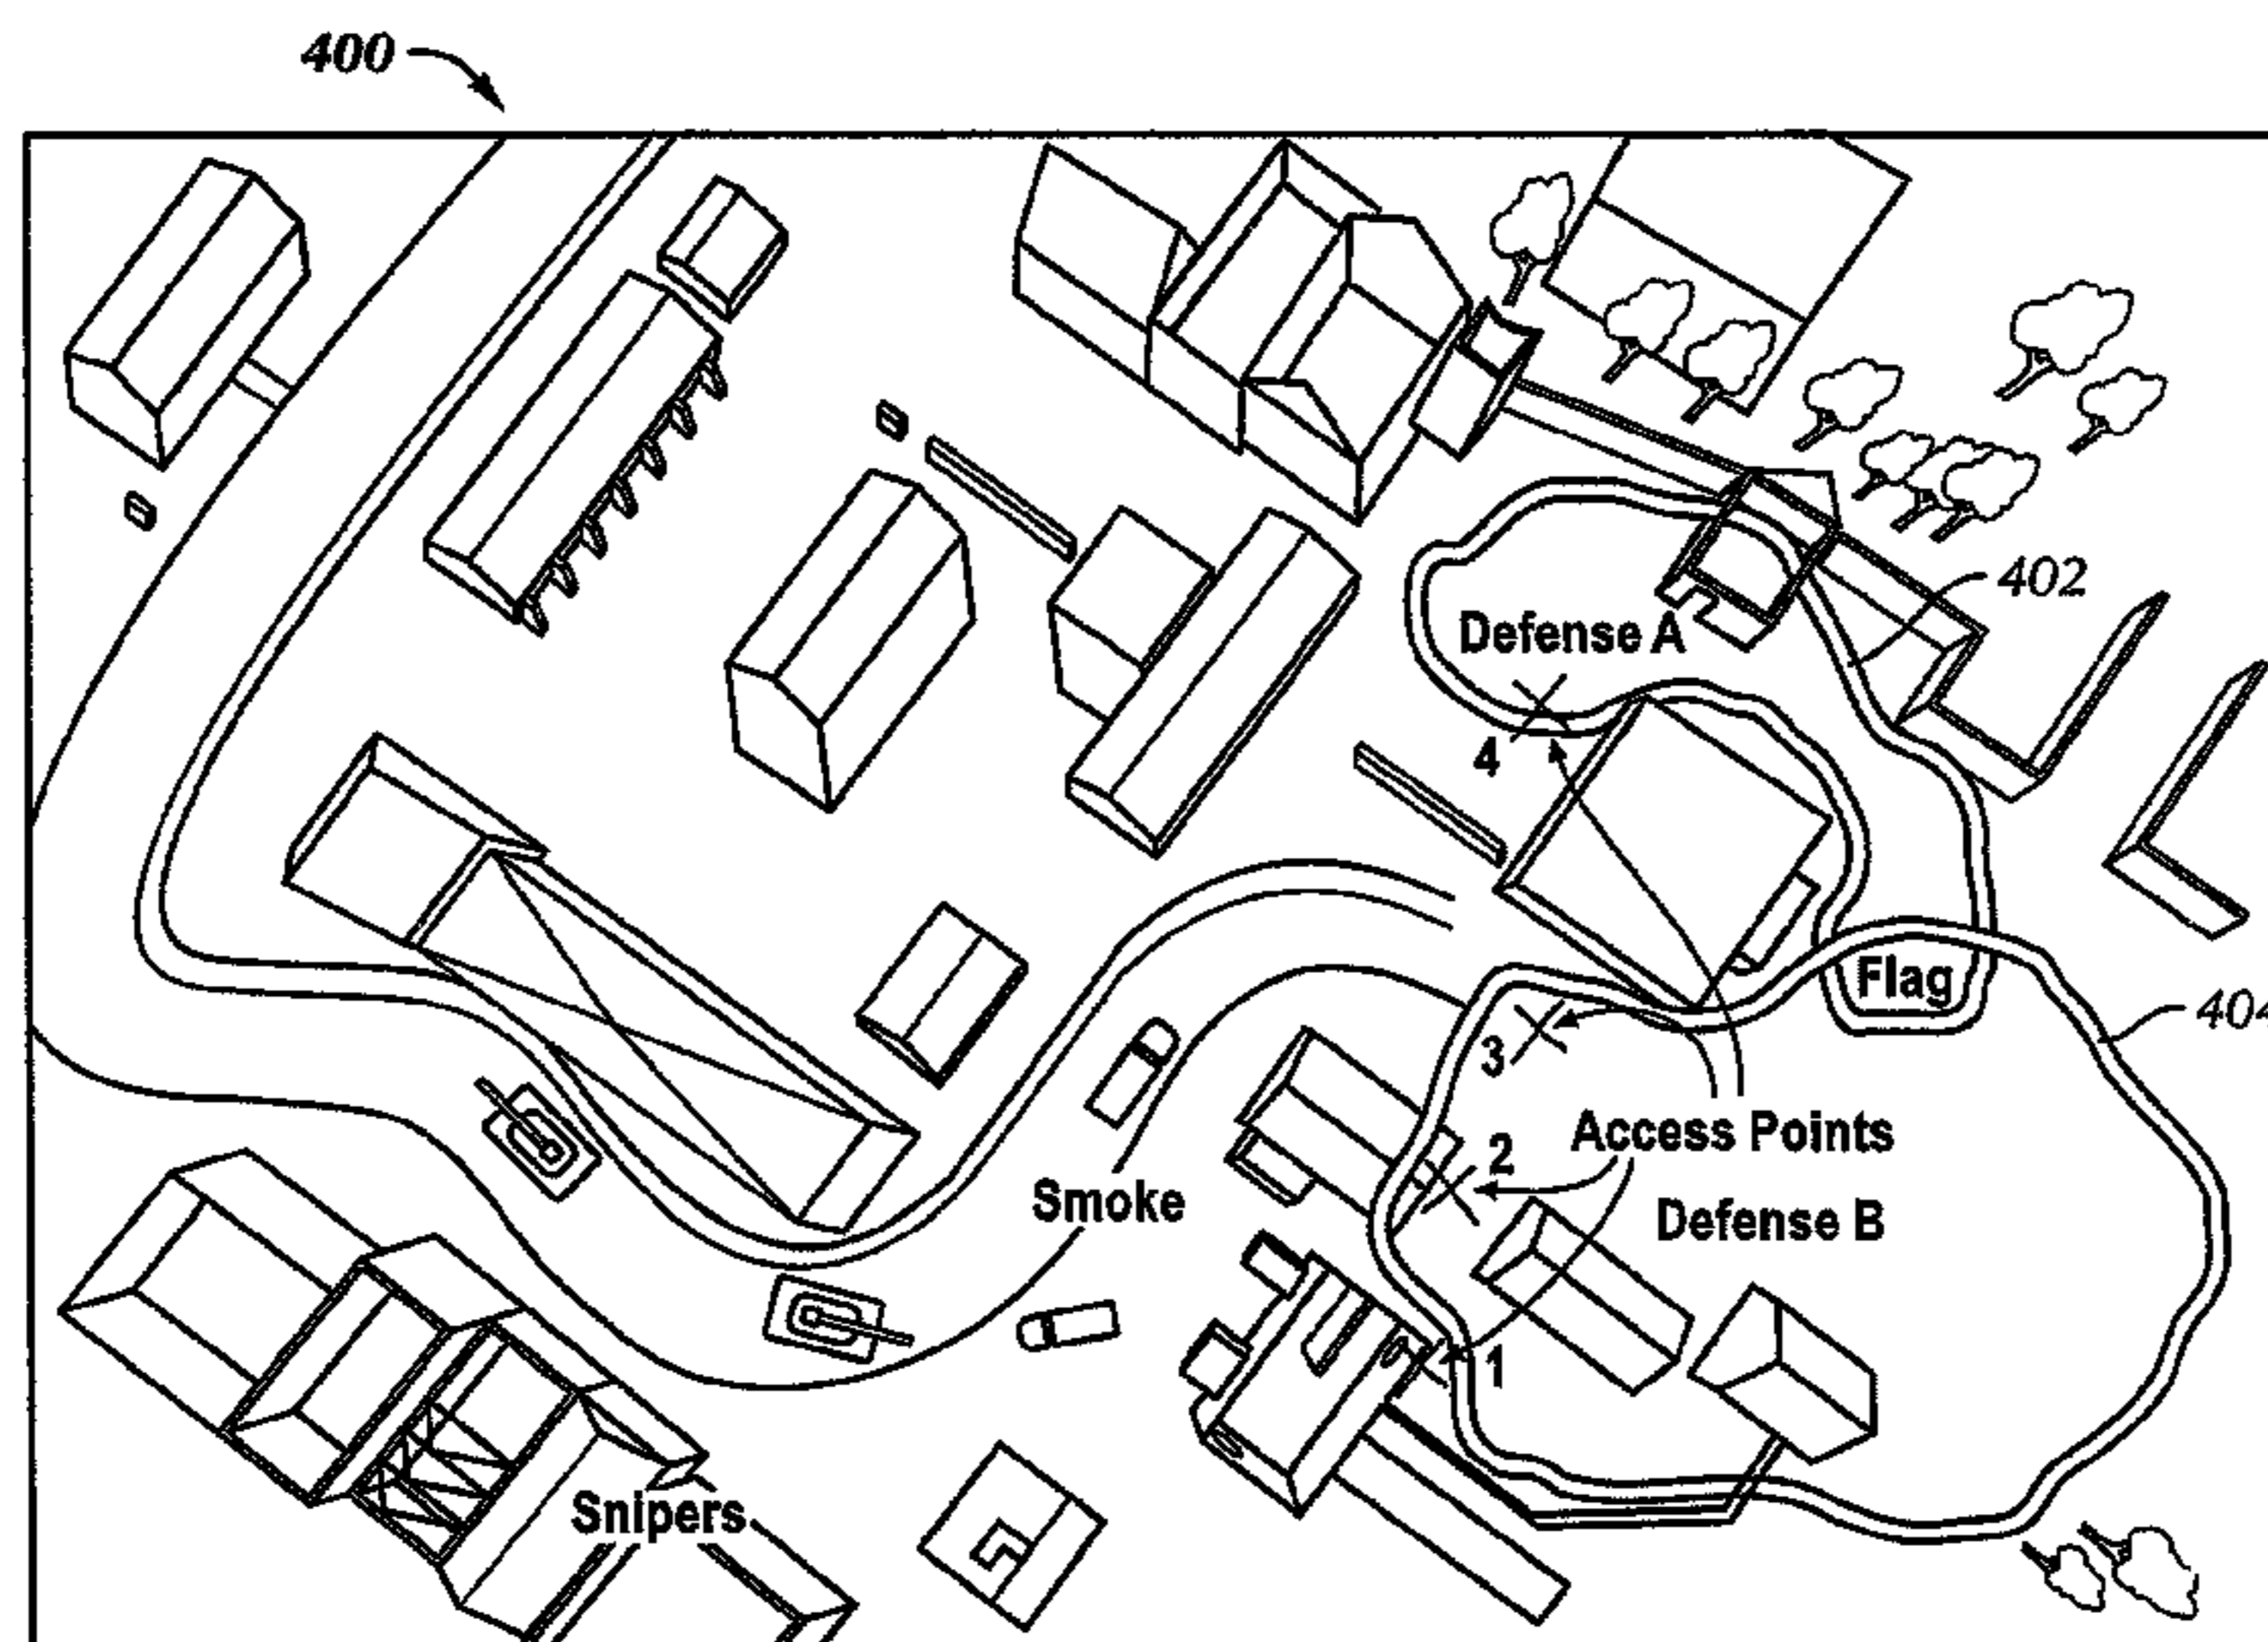 400
402
Defense A
4
Flag
404
3
Access Points
2
Smoke
Defense B
1
Snipers